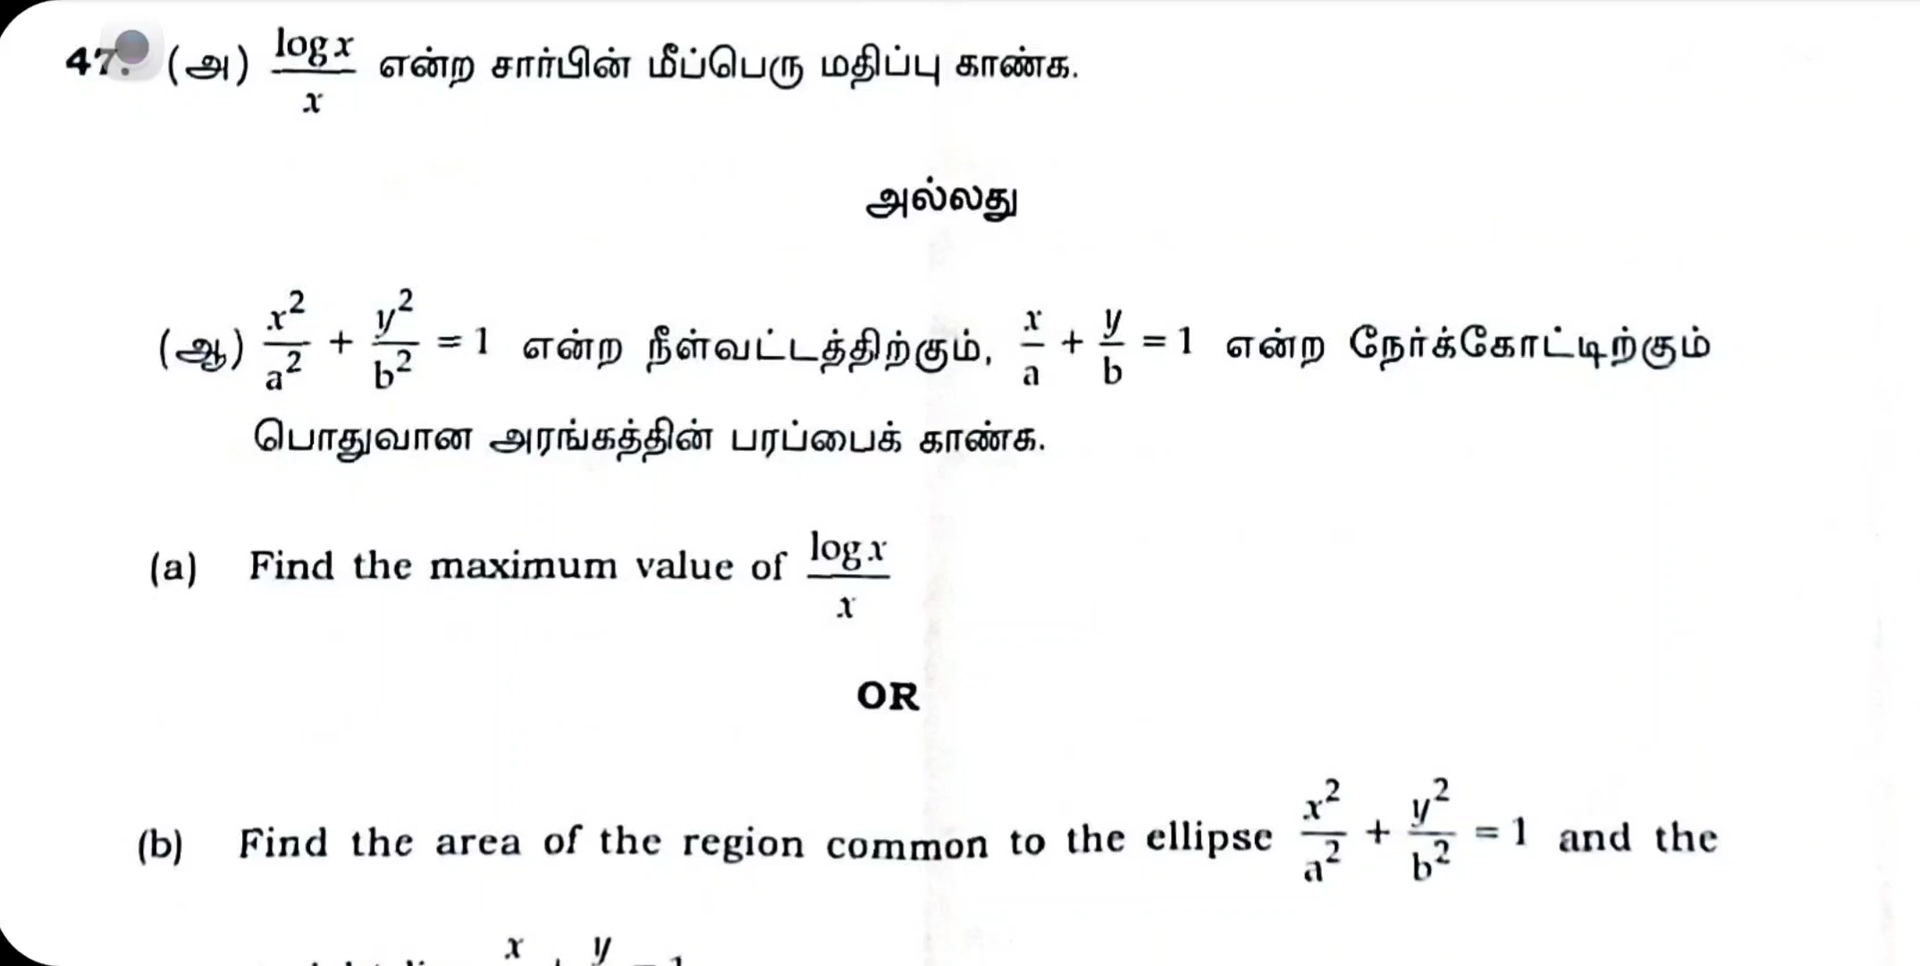 47. (அ) log x / x என்ற சார்பின் மீப்பெரு மதிப்பு காண்க.
அல்லது
(ஆ) x²/a² + y²/b² = 1 என்ற நீள்வட்டத்திற்கும், x/a + y/b = 1 என்ற நேர்க்கோட்டிற்கும்
பொதுவான அரங்கத்தின் பரப்பைக் காண்க.
(a) Find the maximum value of log x / x
OR
(b) Find the area of the region common to the ellipse x²/a² + y²/b² = 1 and the
x y